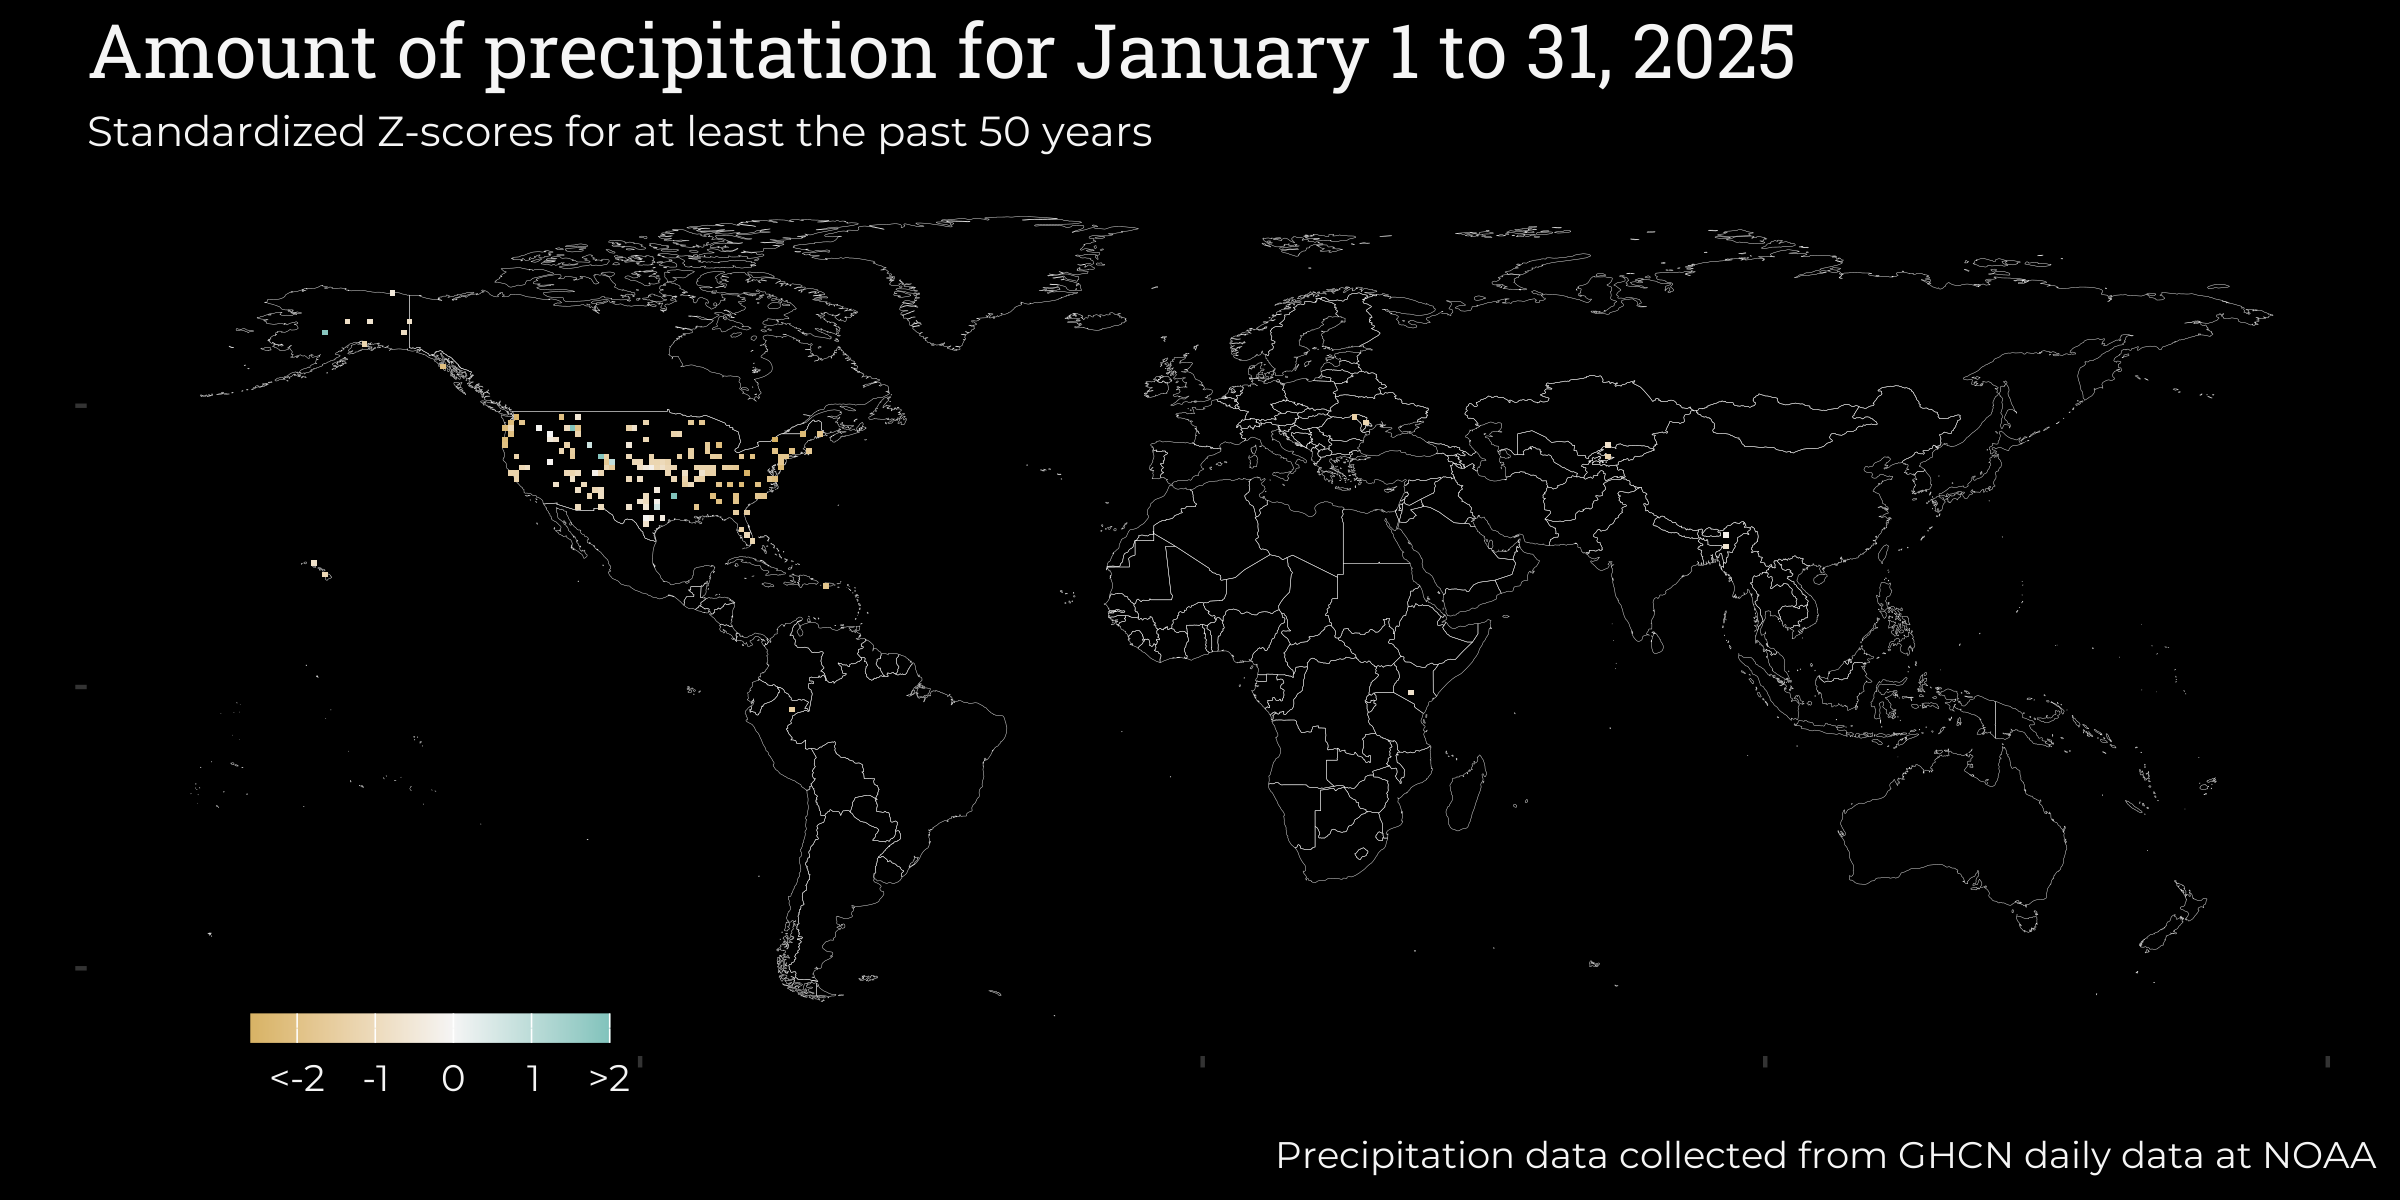 Amount of precipitation for January 1 to 31, 2025
Standardized Z-scores for at least the past 50 years
<-2 -1 0 1 >2
Precipitation data collected from GHCN daily data at NOAA